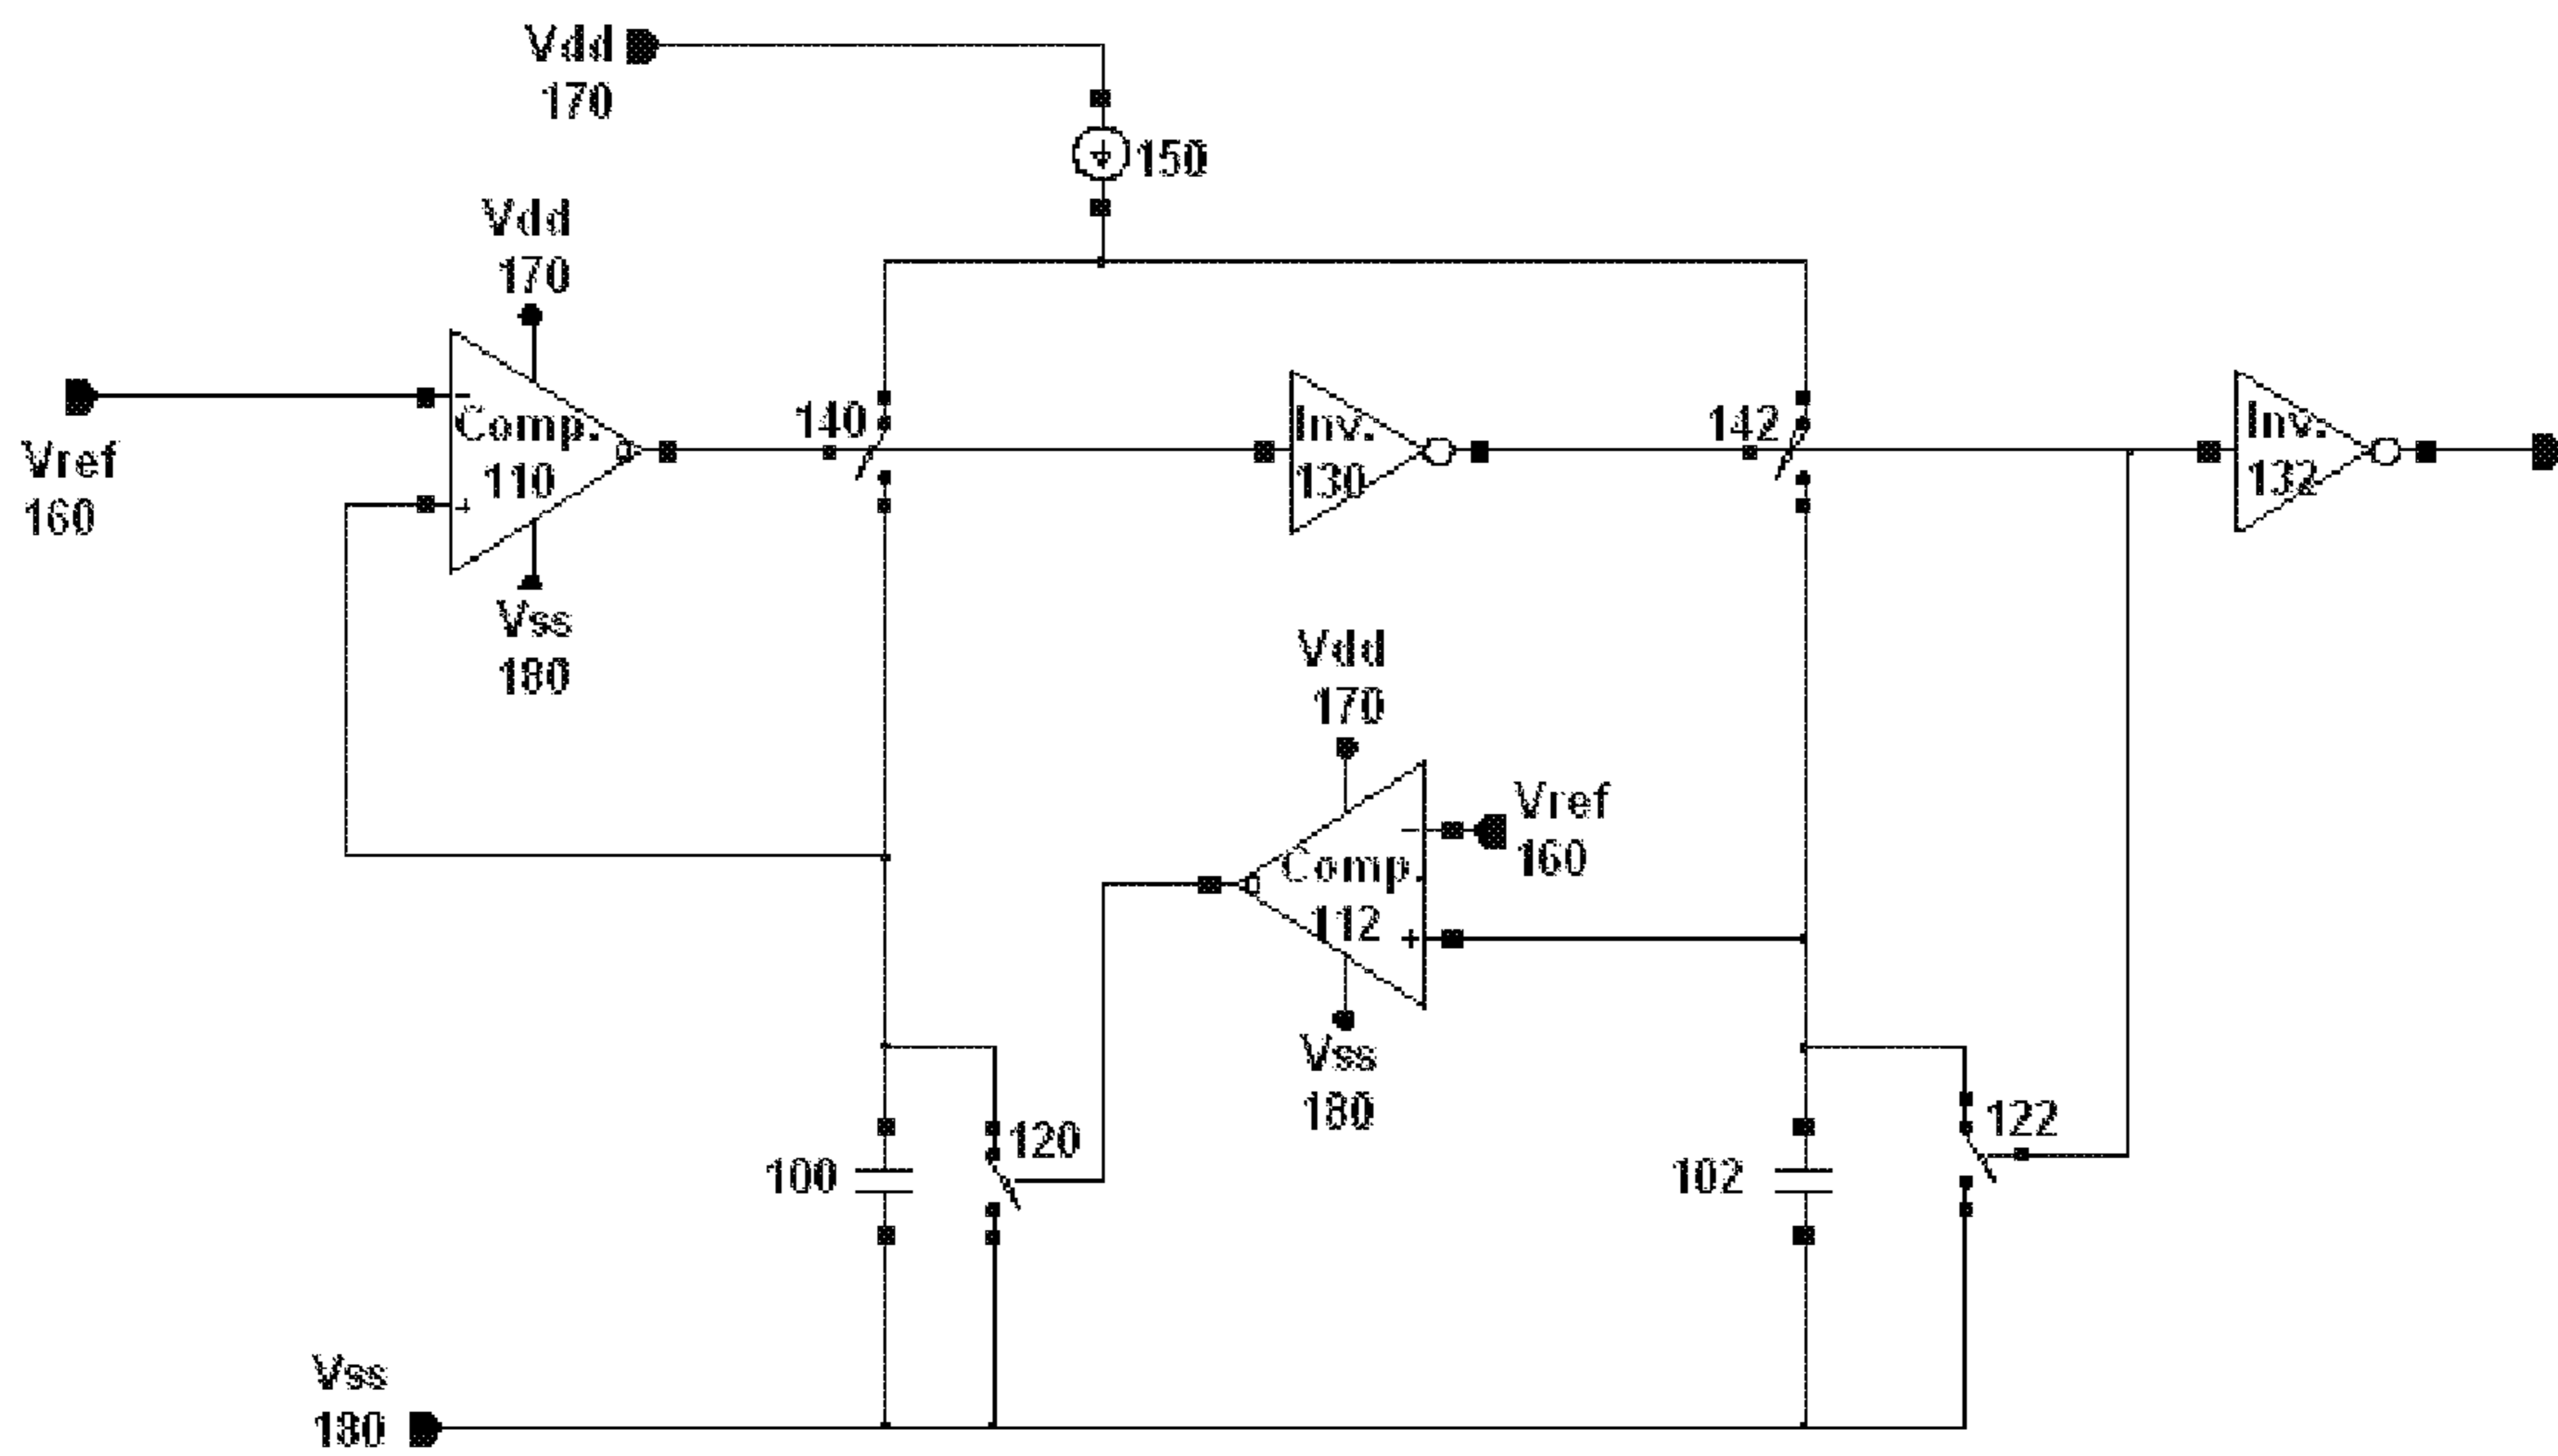 Vdd
170
150
Vdd
170
-
Comp.
110
+
Vref
160
140
Inv.
130
142
Inv.
132
Vss
180
Vdd
170
-
Vref
160
Comp.
112
+
Vss
180
120
100
122
102
Vss
180